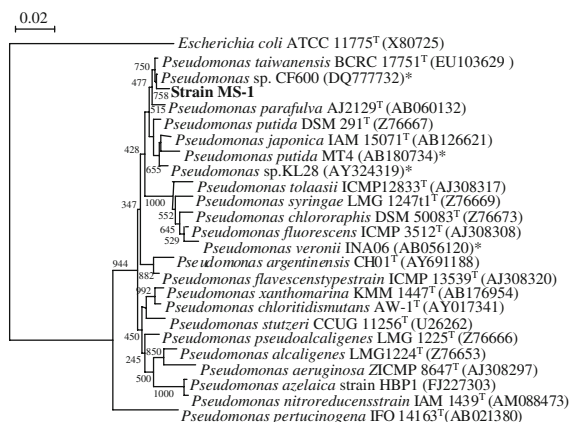 0.02
Escherichia coli ATCC 11775ᵀ (X80725)
750 Pseudomonas taiwanensis BCRC 17751ᵀ (EU103629 )
477 Pseudomonas sp. CF600 (DQ777732)*
758 Strain MS-1
515 Pseudomonas parafulva AJ2129ᵀ (AB060132)
Pseudomonas putida DSM 291ᵀ (Z76667)
428 Pseudomonas japonica IAM 15071ᵀ (AB126621)
Pseudomonas putida MT4 (AB180734)*
655 Pseudomonas sp.KL28 (AY324319)*
Pseudomonas tolaasii ICMP12833ᵀ (AJ308317)
1000 Pseudomonas syringae LMG 1247t1ᵀ (Z76669)
347 552 Pseudomonas chlororaphis DSM 50083ᵀ (Z76673)
645 Pseudomonas fluorescens ICMP 3512ᵀ (AJ308308)
529 Pseudomonas veronii INA06 (AB056120)*
944 Pseudomonas argentinensis CH01ᵀ (AY691188)
882 Pseudomonas flavescenstypestrain ICMP 13539ᵀ (AJ308320)
992 Pseudomonas xanthomarina KMM 1447ᵀ (AB176954)
Pseudomonas chloritidismutans AW-1ᵀ (AY017341)
Pseudomonas stutzeri CCUG 11256ᵀ (U26262)
450 Pseudomonas pseudoalcaligenes LMG 1225ᵀ (Z76666)
245 850 Pseudomonas alcaligenes LMG1224ᵀ (Z76653)
500 Pseudomonas aeruginosa ZICMP 8647ᵀ (AJ308297)
1000 Pseudomonas azelaica strain HBP1 (FJ227303)
Pseudomonas nitroreducensstrain IAM 1439ᵀ (AM088473)
Pseudomonas pertucinogena IFO 14163ᵀ (AB021380)